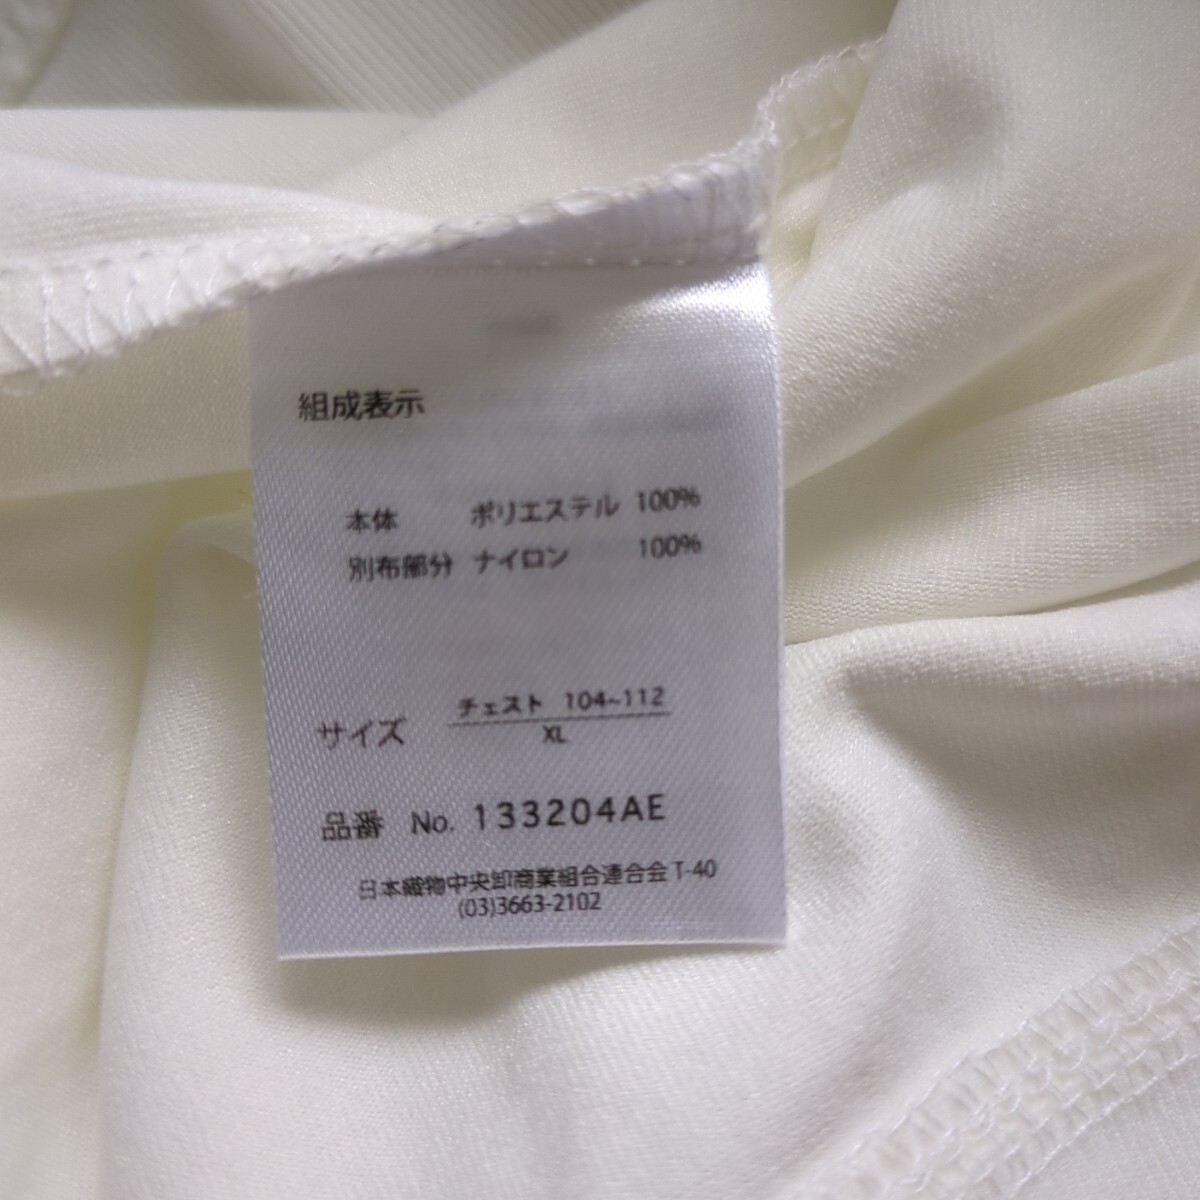 組成表示
本体 ポリエステル 100%
別布部分 ナイロン 100%
サイズ チェスト 104~112
XL
品番 No. 133204AE
日本織物中央卸商業組合連合会 T-40
(03)3663-2102